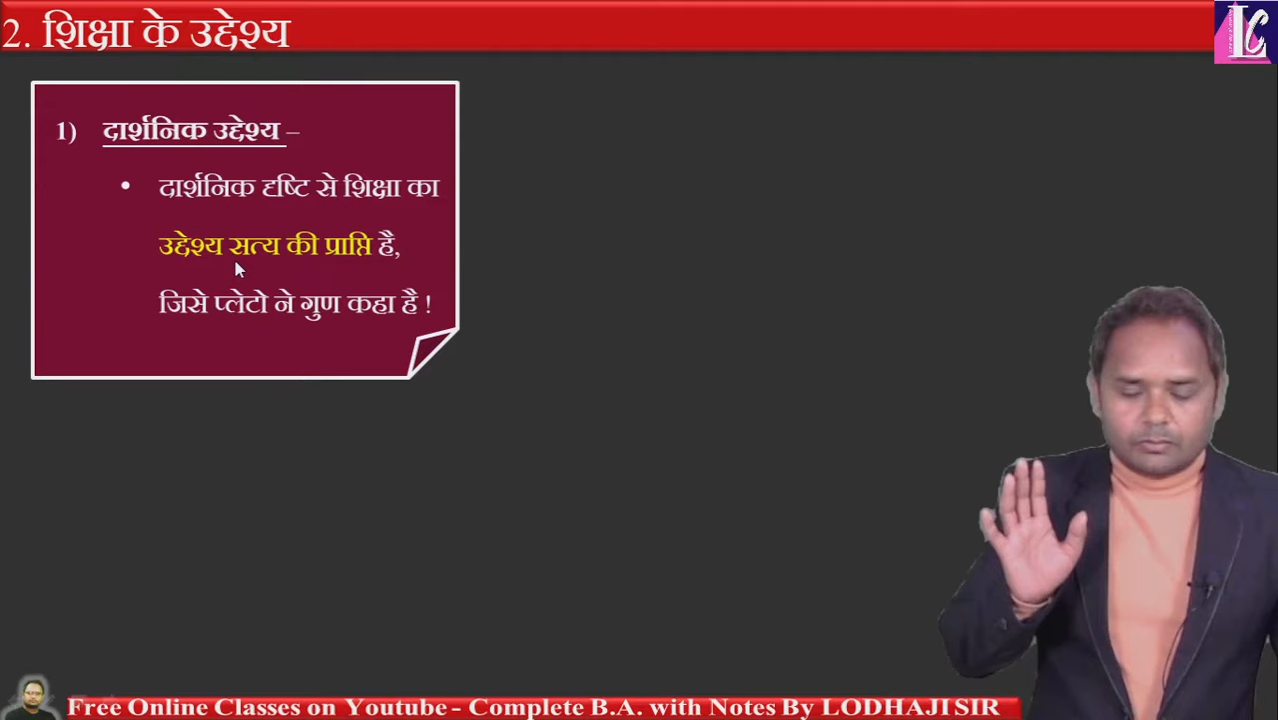 2. शिक्षा के उद्देश्य
LC
1) दार्शनिक उद्देश्य –
• दार्शनिक दृष्टि से शिक्षा का
उद्देश्य सत्य की प्राप्ति है,
जिसे प्लेटो ने गुण कहा है !
Free Online Classes on Youtube - Complete B.A. with Notes By LODHAJI SIR